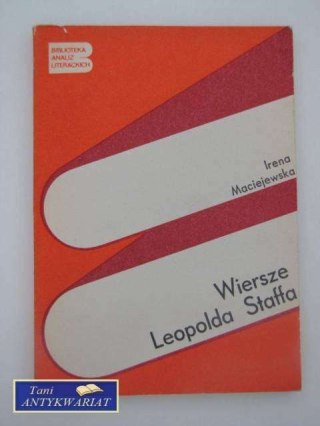 BIBLIOTEKA
ANALIZ
LITERACKICH
Irena
Maciejewska
Wiersze
Leopolda Staffa
Tani
ANTYKWARIAT